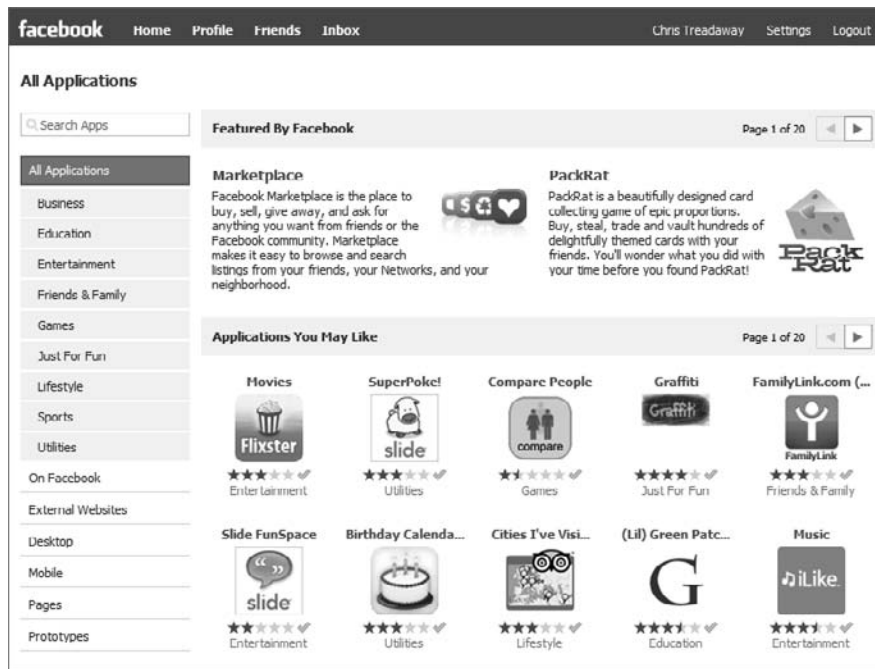 facebook Home Profile Friends Inbox Chris Treadaway Settings Logout
All Applications
Search Apps
Featured By Facebook Page 1 of 20
All Applications
Business
Education
Entertainment
Friends & Family
Games
Just For Fun
Lifestyle
Sports
Utilities
On Facebook
External Websites
Desktop
Mobile
Pages
Prototypes
Marketplace
Facebook Marketplace is the place to
buy, sell, give away, and ask for
anything you want from friends or the
Facebook community. Marketplace
makes it easy to browse and search
listings from your friends, your Networks, and your
neighborhood.
$
PackRat
PackRat is a beautifully designed card
collecting game of epic proportions.
Buy, steal, trade and vault hundreds of
delightfully themed cards with your
friends. You'll wonder what you did with
your time before you found PackRat!
Pack
Rat
Applications You May Like Page 1 of 20
Movies SuperPoke! Compare People Graffiti FamilyLink.com (...
Flixster slide compare Graffiti FamilyLink
Entertainment Utilities Games Just For Fun Friends & Family
Slide FunSpace Birthday Calenda... Cities I've Visi... (Lil) Green Patc... Music
slide G iLike
Entertainment Utilities Lifestyle Education Entertainment